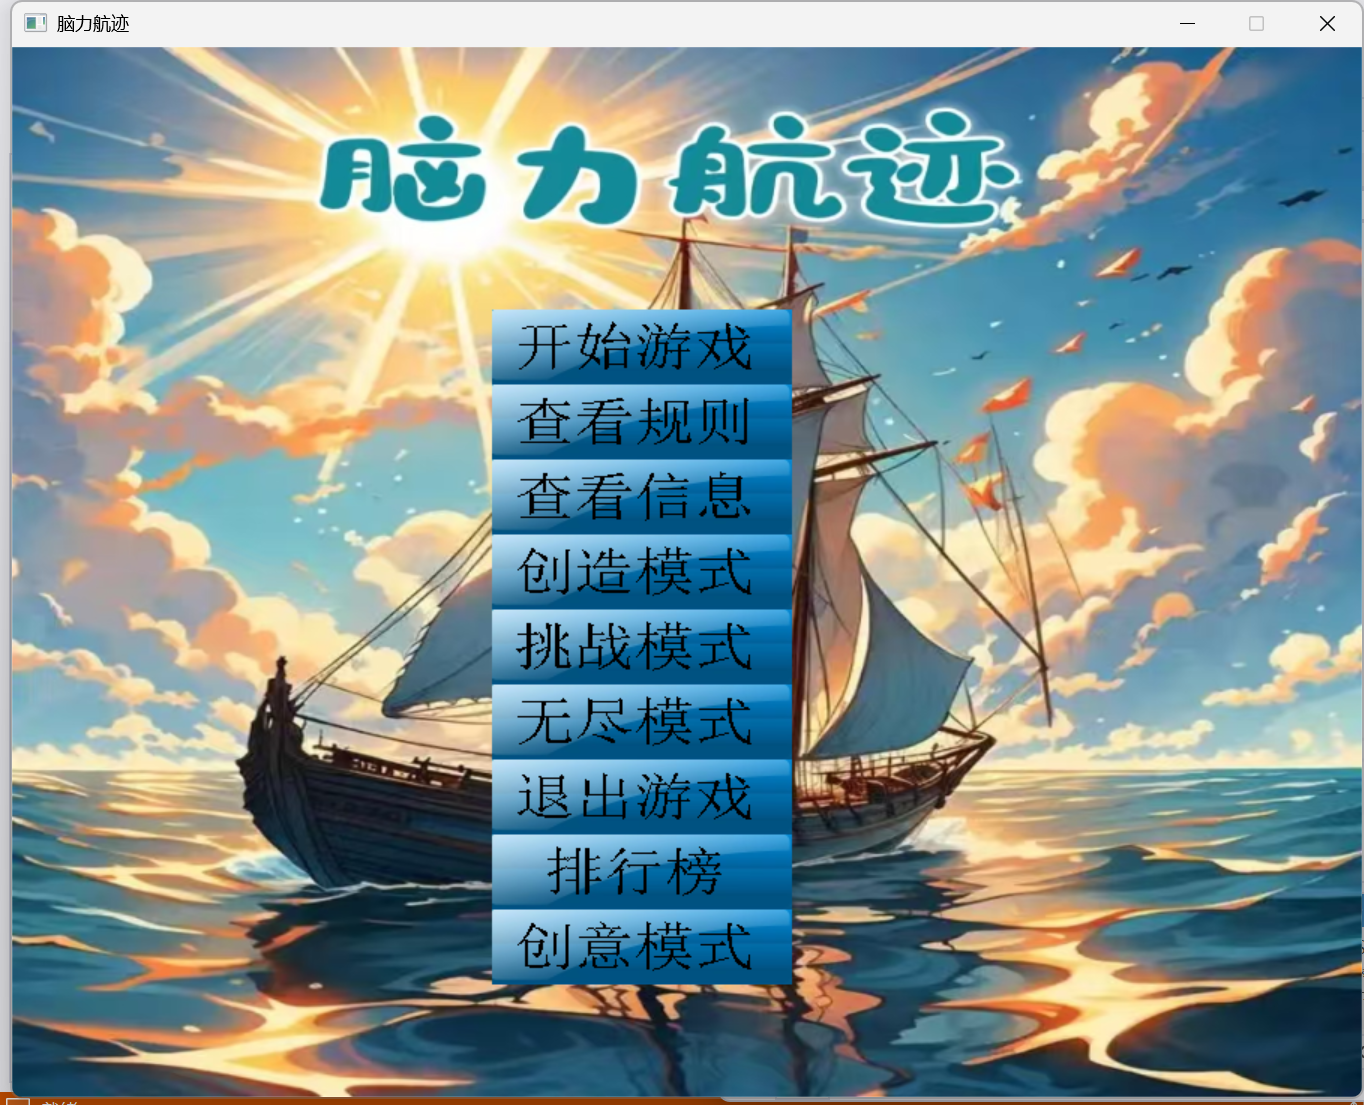 脑力航迹
脑力航迹
开始游戏
查看规则
查看信息
创造模式
挑战模式
无尽模式
退出游戏
排行榜
创意模式